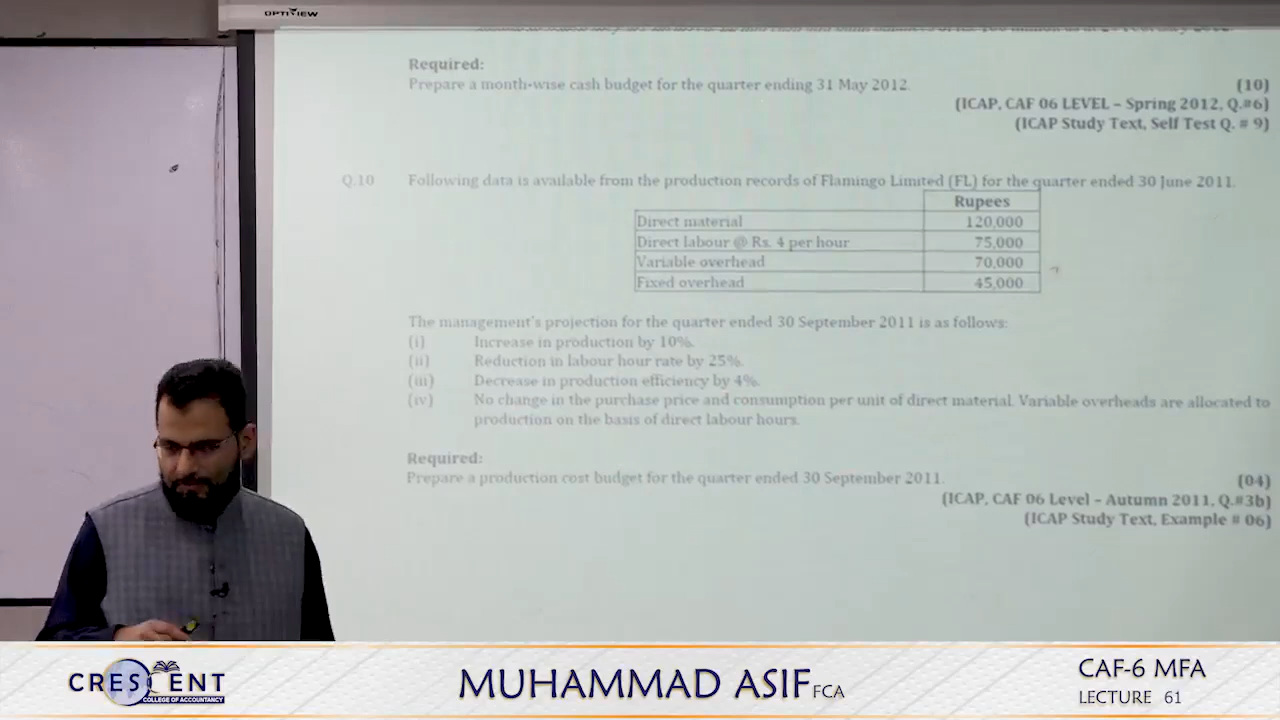 OPTIVIEW
Required:
Prepare a month-wise cash budget for the quarter ending 31 May 2012.
(10)
(ICAP, CAF 06 LEVEL – Spring 2012, Q.#6)
(ICAP Study Text, Self Test Q. # 9)
Q.10 Following data is available from the production records of Flamingo Limited (FL) for the quarter ended 30 June 2011.
Rupees
Direct material 120,000
Direct labour @ Rs. 4 per hour 75,000
Variable overhead 70,000
Fixed overhead 45,000
The management's projection for the quarter ended 30 September 2011 is as follows:
(i) Increase in production by 10%.
(ii) Reduction in labour hour rate by 25%.
(iii) Decrease in production efficiency by 4%.
(iv) No change in the purchase price and consumption per unit of direct material. Variable overheads are allocated to
production on the basis of direct labour hours.
Required:
Prepare a production cost budget for the quarter ended 30 September 2011.
(04)
(ICAP, CAF 06 Level – Autumn 2011, Q.#3b)
(ICAP Study Text, Example # 06)
CRESCENT
COLLEGE OF ACCOUNTANCY
MUHAMMAD ASIF FCA
CAF-6 MFA
LECTURE 61